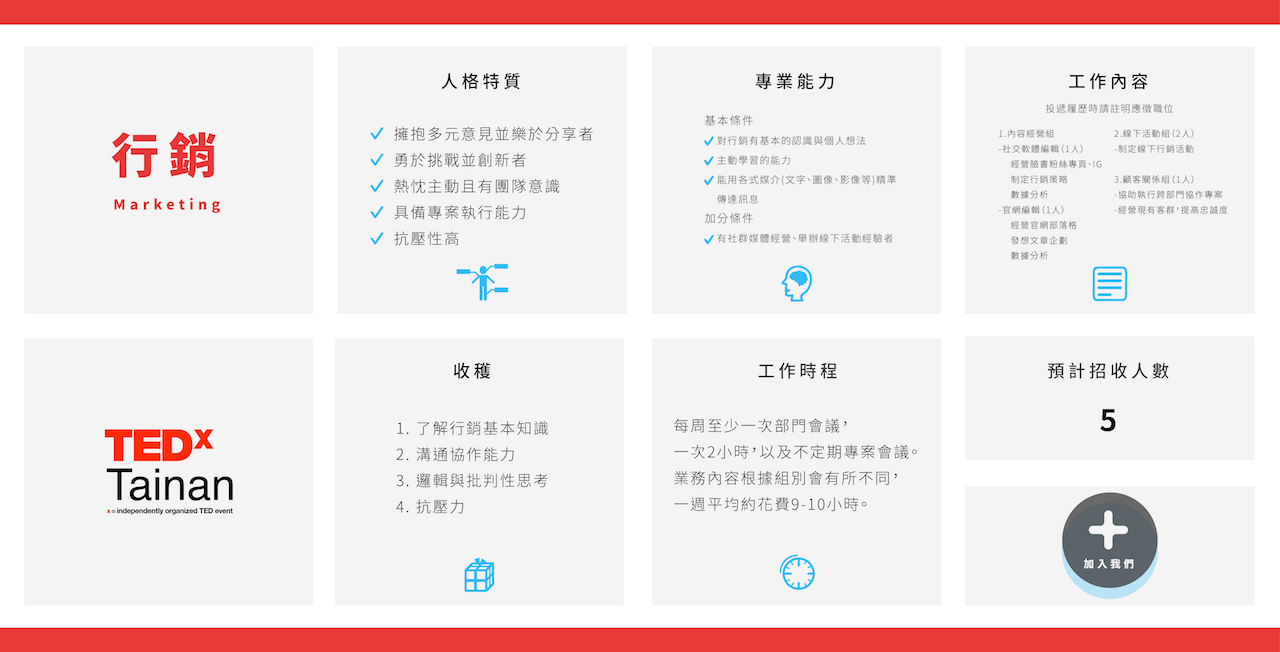 行銷
Marketing
人格特質
擁抱多元意見並樂於分享者
勇於挑戰並創新者
熱忱主動且有團隊意識
具備專案執行能力
抗壓性高
專業能力
基本條件
對行銷有基本的認識與個人想法
主動學習的能力
能用各式媒介(文字、圖像、影像等)精準
傳達訊息
加分條件
有社群媒體經營、舉辦線下活動經驗者
工作內容
投遞履歷時請註明應徵職位
1.內容經營組
-社交軟體編輯(1人)
經營臉書粉絲專頁、IG
制定行銷策略
數據分析
-官網編輯(1人)
經營官網部落格
發想文章企劃
數據分析
2.線下活動組(2人)
-制定線下行銷活動
3.顧客關係組(1人)
-協助執行跨部門協作專案
-經營現有客群,提高忠誠度
TEDx
Tainan
x = independently organized TED event
收穫
1. 了解行銷基本知識
2. 溝通協作能力
3. 邏輯與批判性思考
4. 抗壓力
工作時程
每周至少一次部門會議,
一次2小時,以及不定期專案會議。
業務內容根據組別會有所不同,
一週平均約花費9-10小時。
預計招收人數
5
加入我們